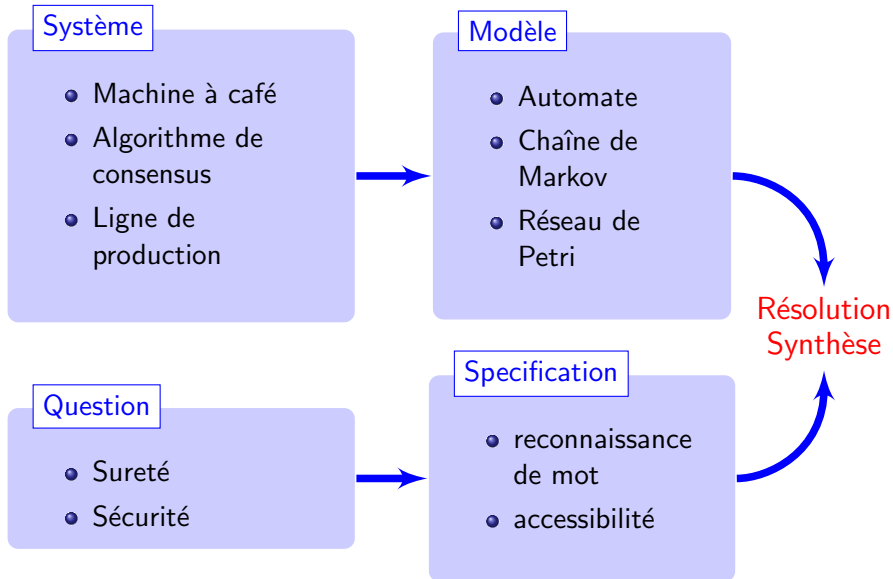 Système
Machine à café
Algorithme de
consensus
Ligne de
production
Modèle
Automate
Chaîne de
Markov
Réseau de
Petri
Résolution
Synthèse
Question
Sureté
Sécurité
Specification
reconnaissance
de mot
accessibilité